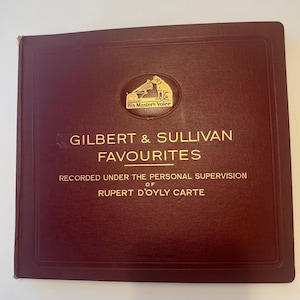 His Master's Voice
GILBERT & SULLIVAN
FAVOURITES
RECORDED UNDER THE PERSONAL SUPERVISION
OF
RUPERT D'OYLY CARTE